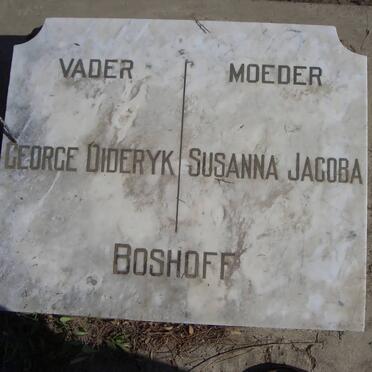 VADER MOEDER
GEORGE DIDERYK SUSANNA JACOBA
BOSHOFF